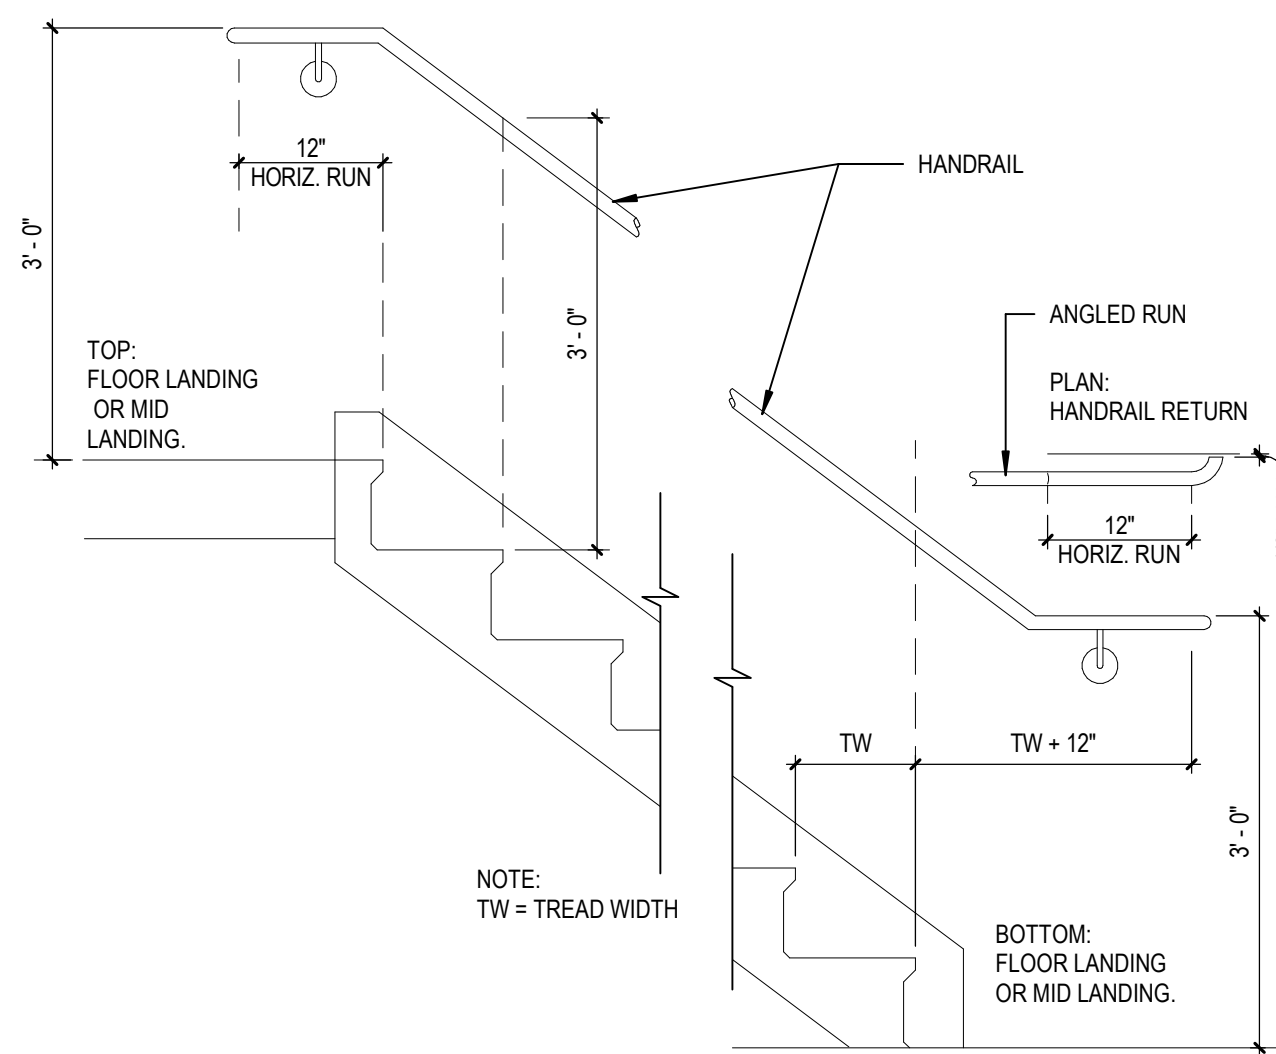 12"
HORIZ. RUN
3' - 0"
HANDRAIL
3' - 0"
TOP:
FLOOR LANDING
OR MID
LANDING.
ANGLED RUN
PLAN:
HANDRAIL RETURN
12"
HORIZ. RUN
TW
TW + 12"
3' - 0"
NOTE:
TW = TREAD WIDTH
BOTTOM:
FLOOR LANDING
OR MID LANDING.